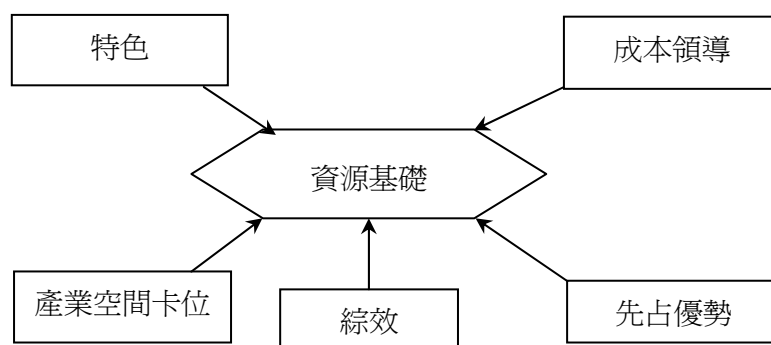 特色
成本領導
資源基礎
產業空間卡位
綜效
先占優勢